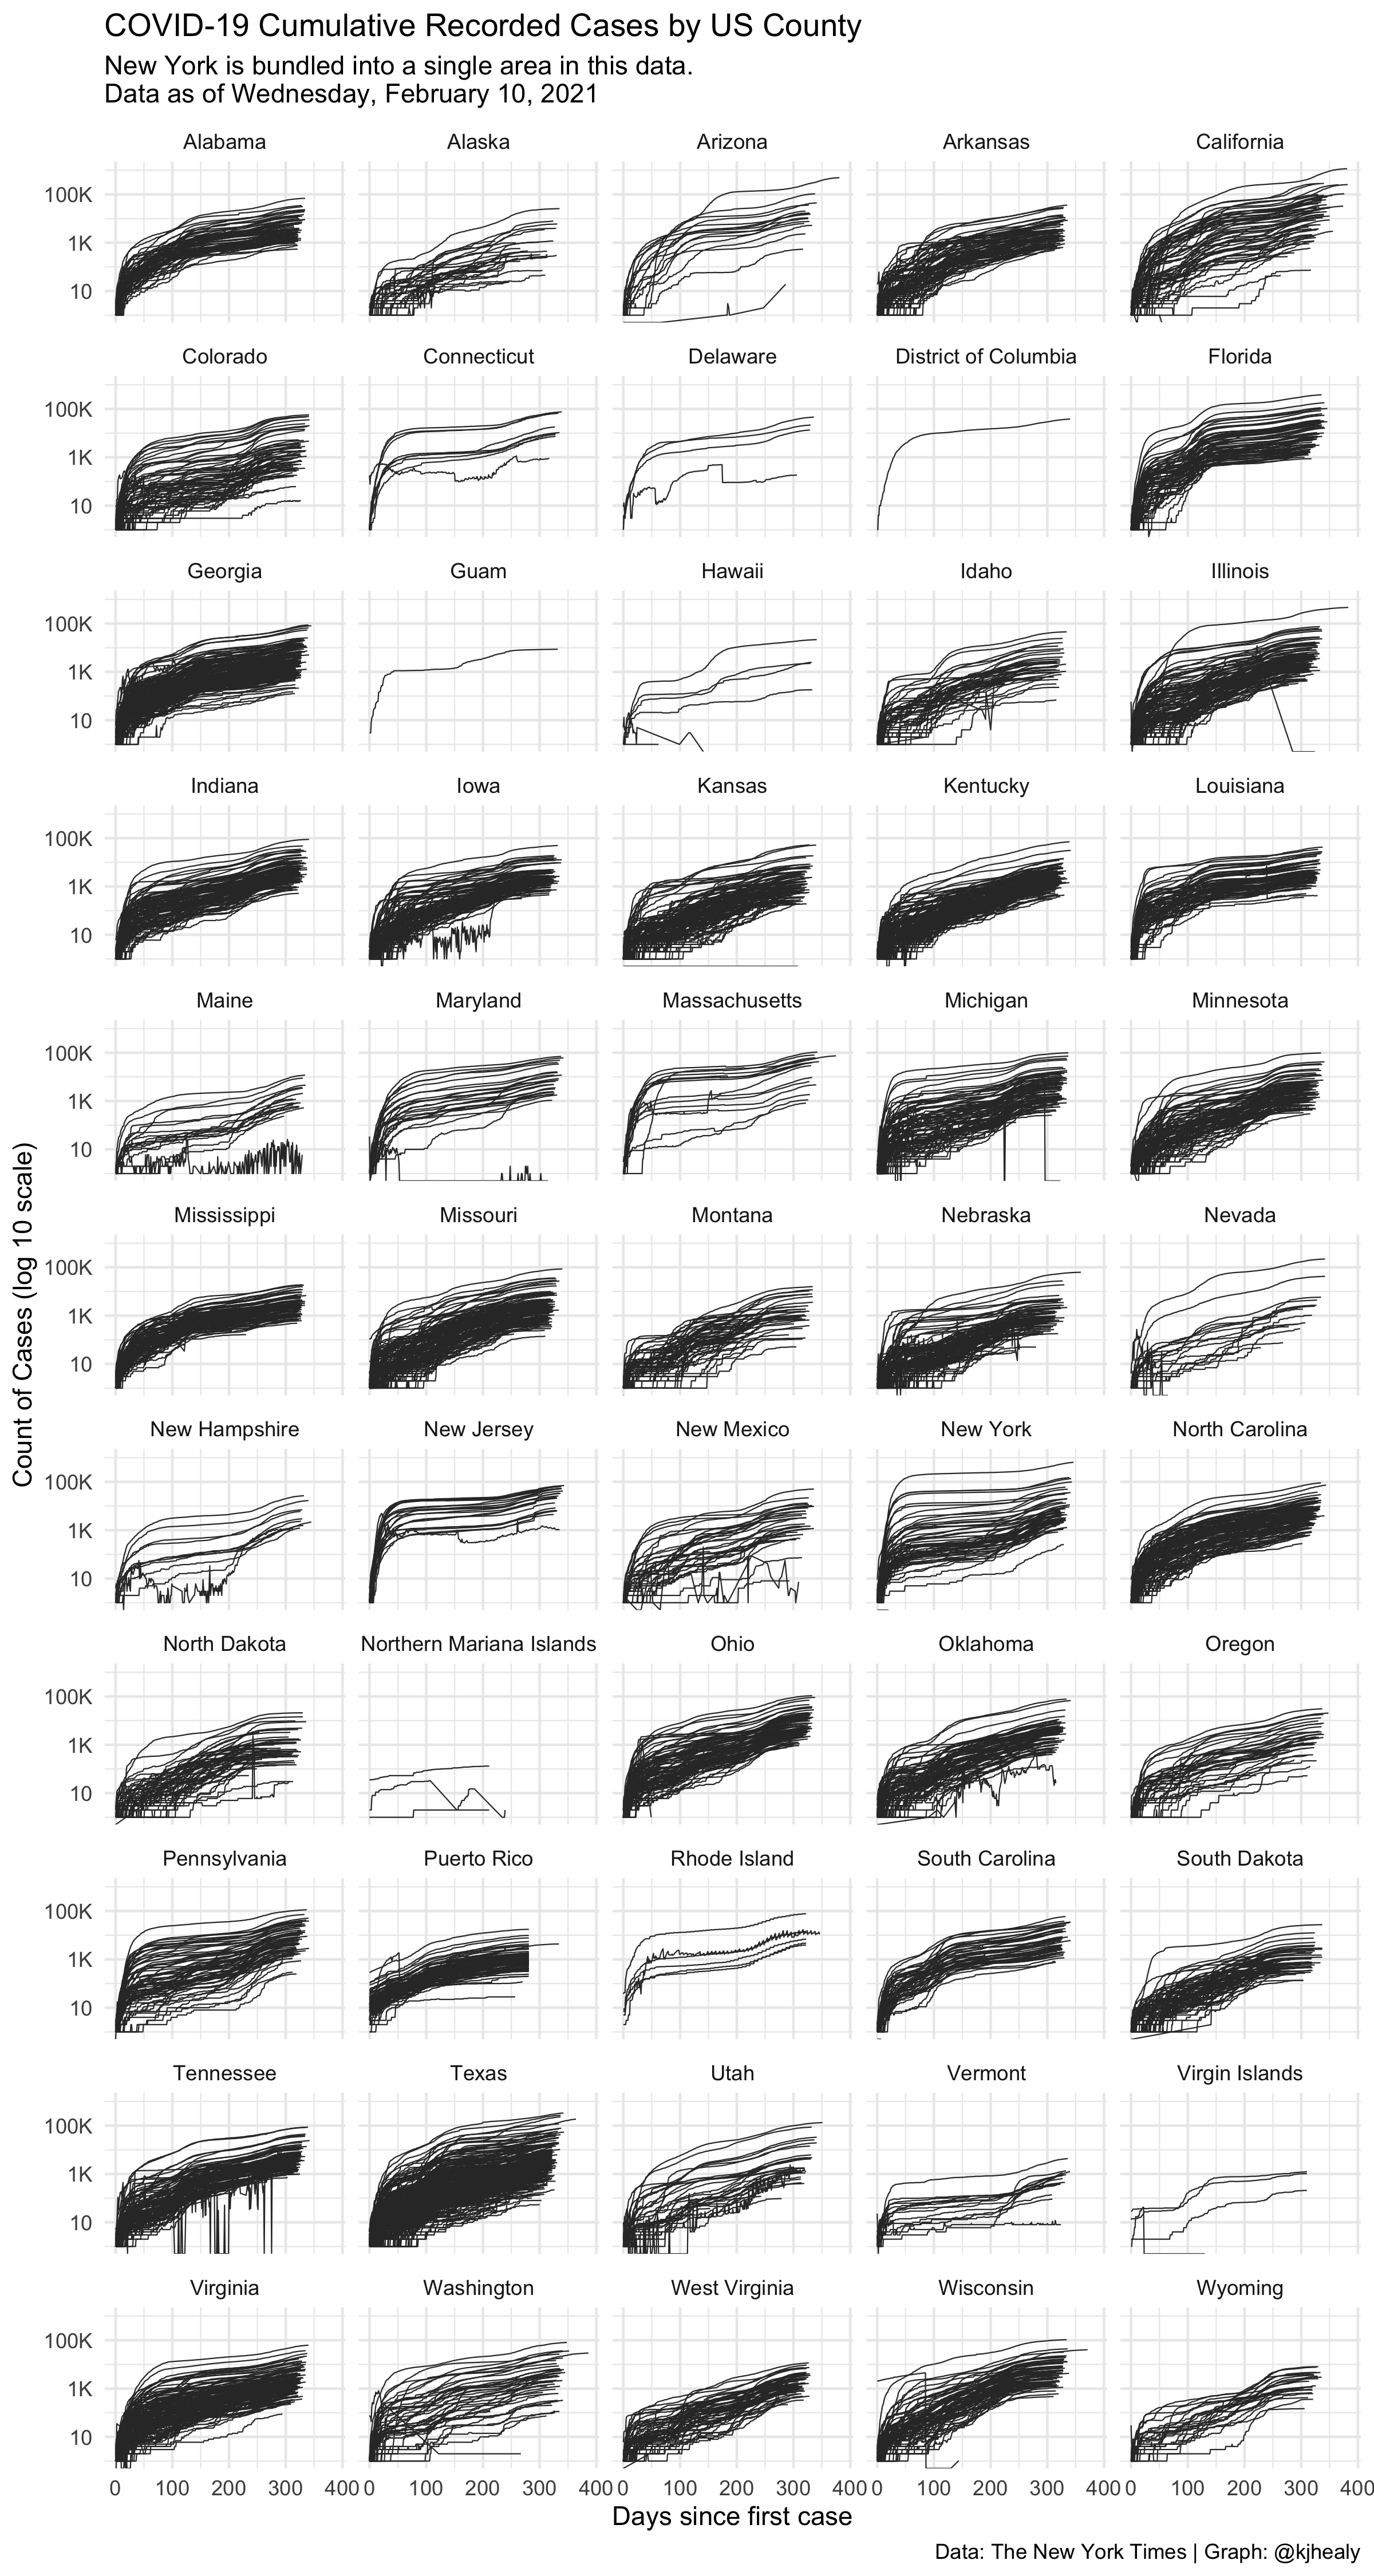 COVID-19 Cumulative Recorded Cases by US County
New York is bundled into a single area in this data.
Data as of Wednesday, February 10, 2021
Alabama Alaska Arizona Arkansas California
100K
1K
10
Colorado Connecticut Delaware District of Columbia Florida
100K
1K
10
Georgia Guam Hawaii Idaho Illinois
100K
1K
10
Indiana Iowa Kansas Kentucky Louisiana
100K
1K
10
Maine Maryland Massachusetts Michigan Minnesota
100K
1K
10
Count of Cases (log 10 scale)
Mississippi Missouri Montana Nebraska Nevada
100K
1K
10
New Hampshire New Jersey New Mexico New York North Carolina
100K
1K
10
North Dakota Northern Mariana Islands Ohio Oklahoma Oregon
100K
1K
10
Pennsylvania Puerto Rico Rhode Island South Carolina South Dakota
100K
1K
10
Tennessee Texas Utah Vermont Virgin Islands
100K
1K
10
Virginia Washington West Virginia Wisconsin Wyoming
100K
1K
10
0 100 200 300 400 0 100 200 300 400 0 100 200 300 400 0 100 200 300 400 0 100 200 300 400
Days since first case
Data: The New York Times | Graph: @kjhealy